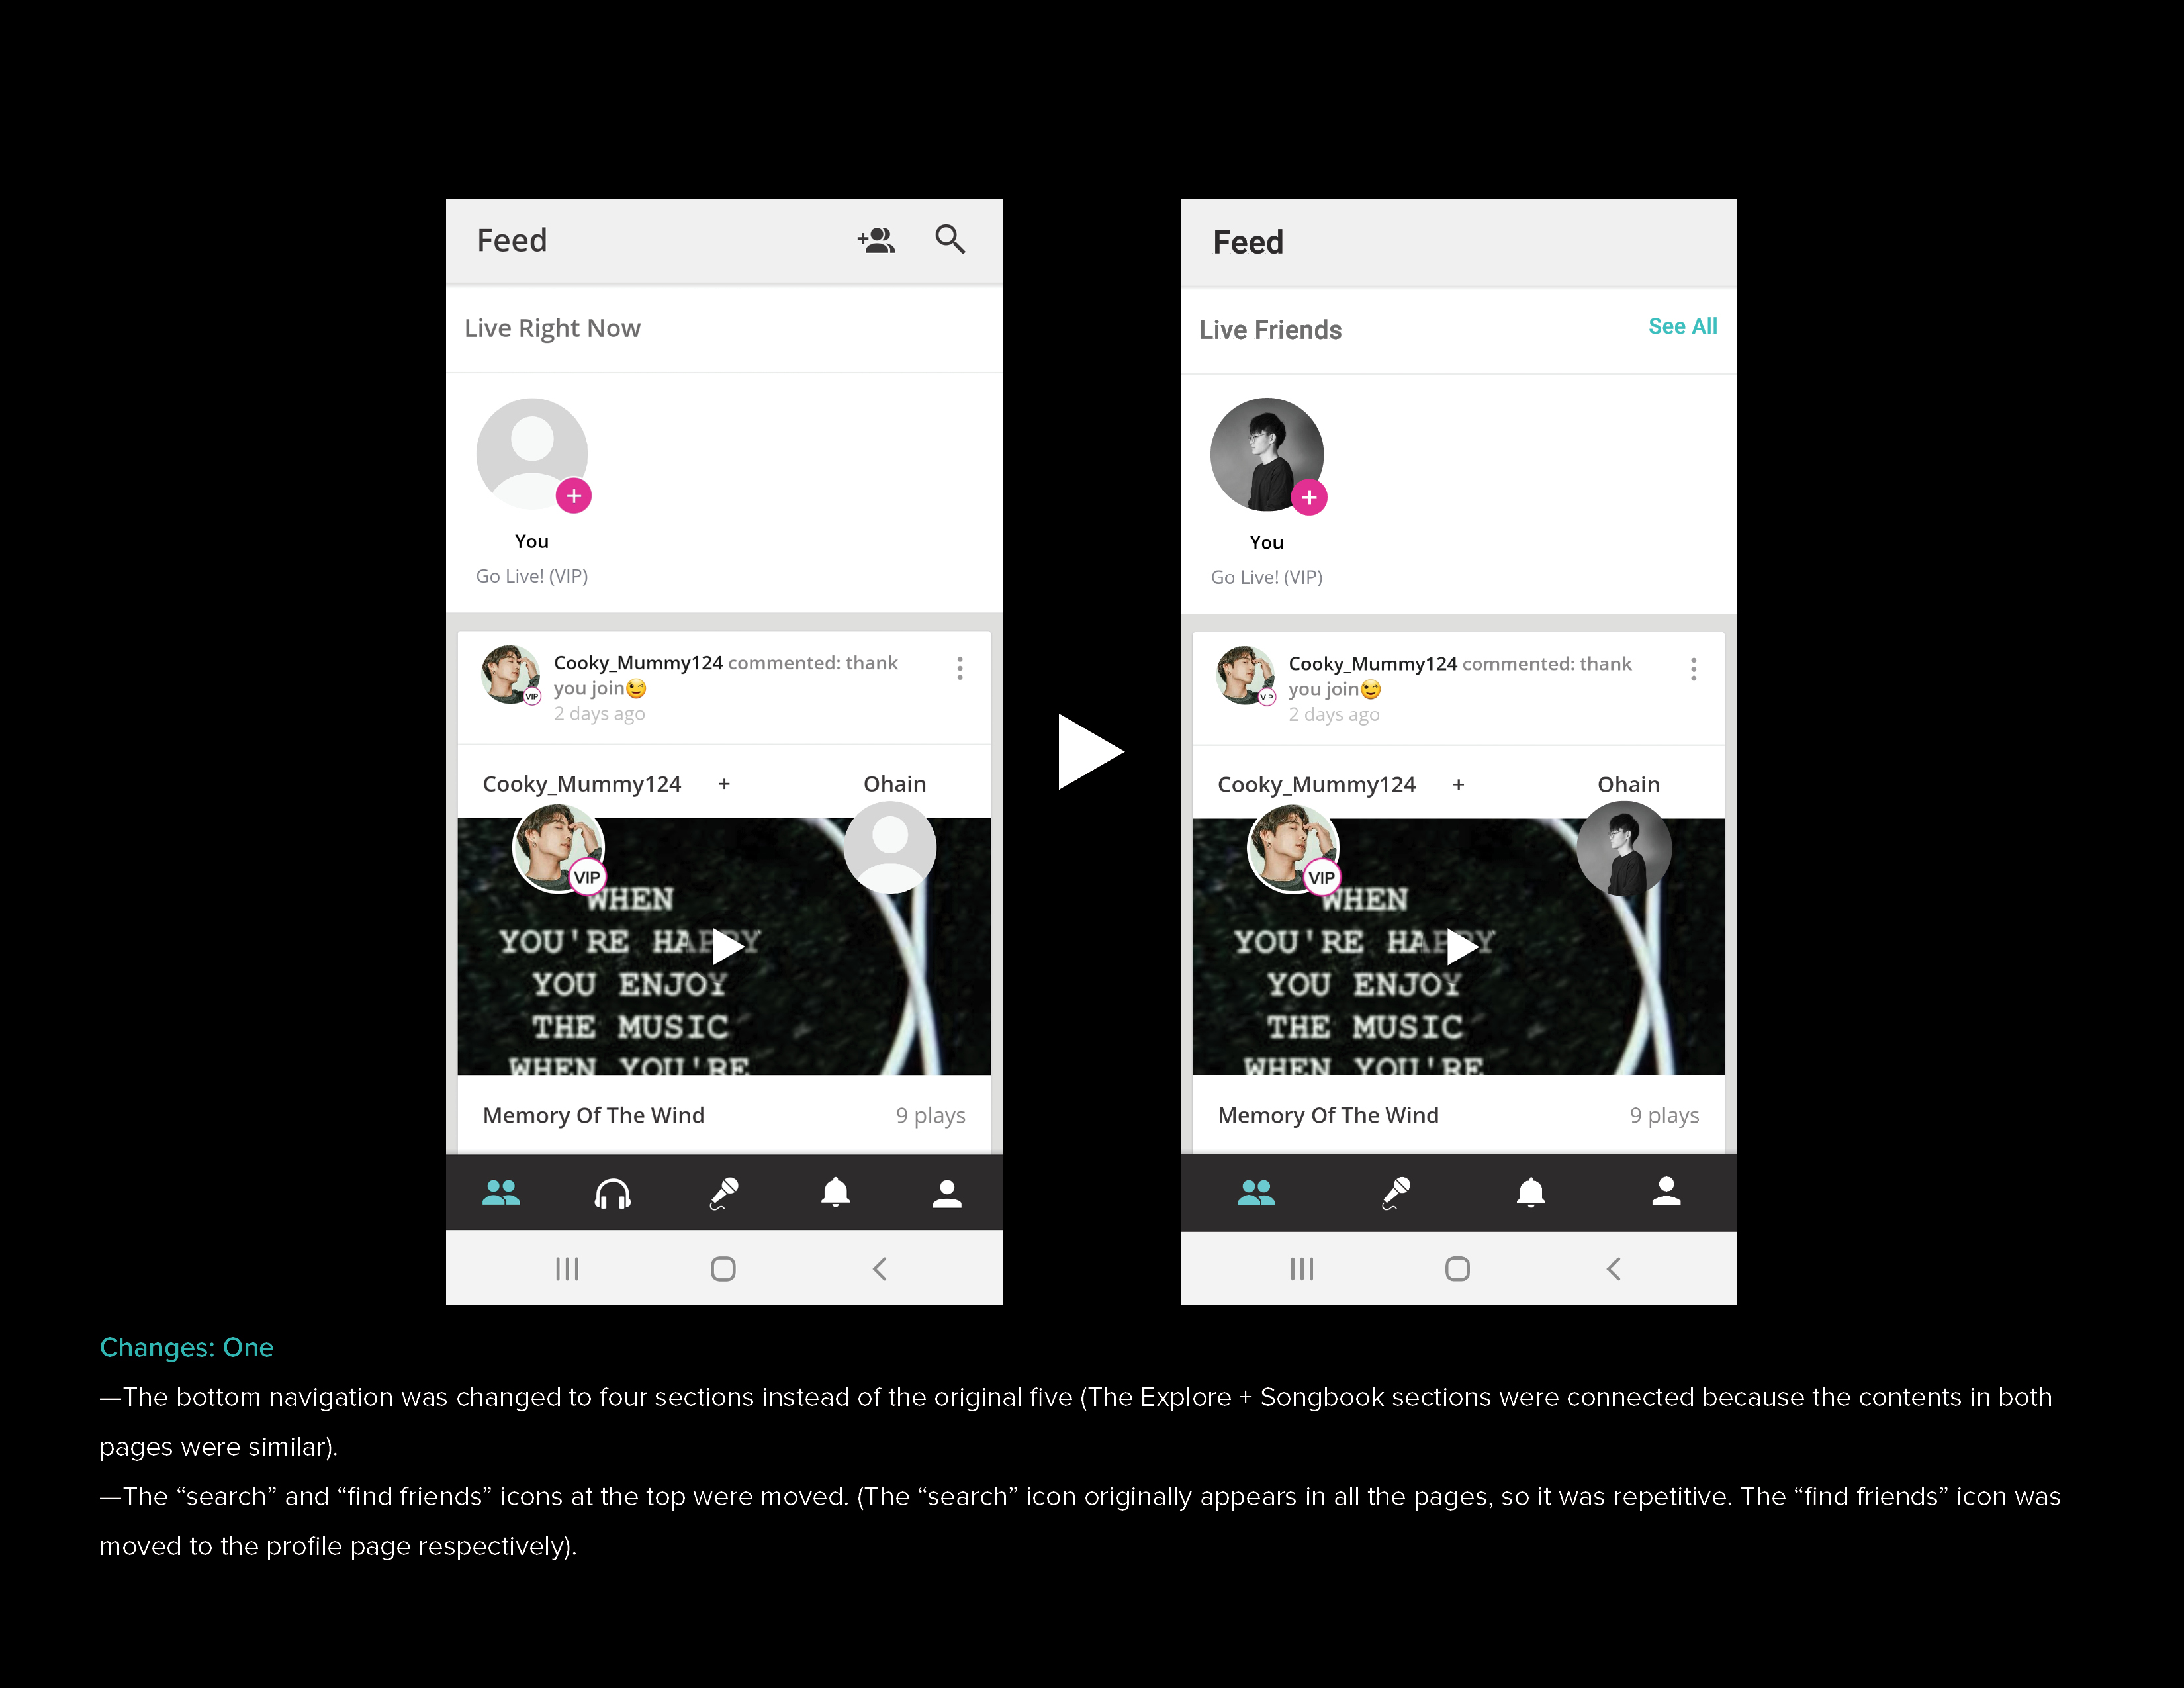 Feed
Live Right Now
You
Go Live! (VIP)
Cooky_Mummy124 commented: thank
you join😉
2 days ago
VIP
Cooky_Mummy124 + Ohain
VIP
WHEN
YOU'RE HAPPY
YOU ENJOY
THE MUSIC
WHEN YOU'RE
Memory Of The Wind 9 plays
Feed
Live Friends See All
You
Go Live! (VIP)
Cooky_Mummy124 commented: thank
you join😉
2 days ago
VIP
Cooky_Mummy124 + Ohain
VIP
WHEN
YOU'RE HAPPY
YOU ENJOY
THE MUSIC
WHEN YOU'RE
Memory Of The Wind 9 plays
Changes: One
—The bottom navigation was changed to four sections instead of the original five (The Explore + Songbook sections were connected because the contents in both
pages were similar).
—The “search” and “find friends” icons at the top were moved. (The “search” icon originally appears in all the pages, so it was repetitive. The “find friends” icon was
moved to the profile page respectively).